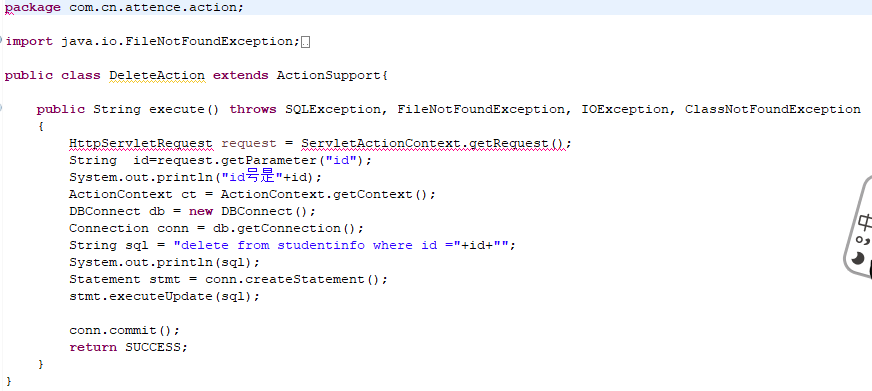 package com.cn.attence.action;
import java.io.FileNotFoundException;
public class DeleteAction extends ActionSupport{
public String execute() throws SQLException, FileNotFoundException, IOException, ClassNotFoundException
{
HttpServletRequest request = ServletActionContext.getRequest();
String  id=request.getParameter("id");
System.out.println("id号是"+id);
ActionContext ct = ActionContext.getContext();
DBConnect db = new DBConnect();
Connection conn = db.getConnection();
String sql = "delete from studentinfo where id ="+id+"";
System.out.println(sql);
Statement stmt = conn.createStatement();
stmt.executeUpdate(sql);
conn.commit();
return SUCCESS;
}
}
中